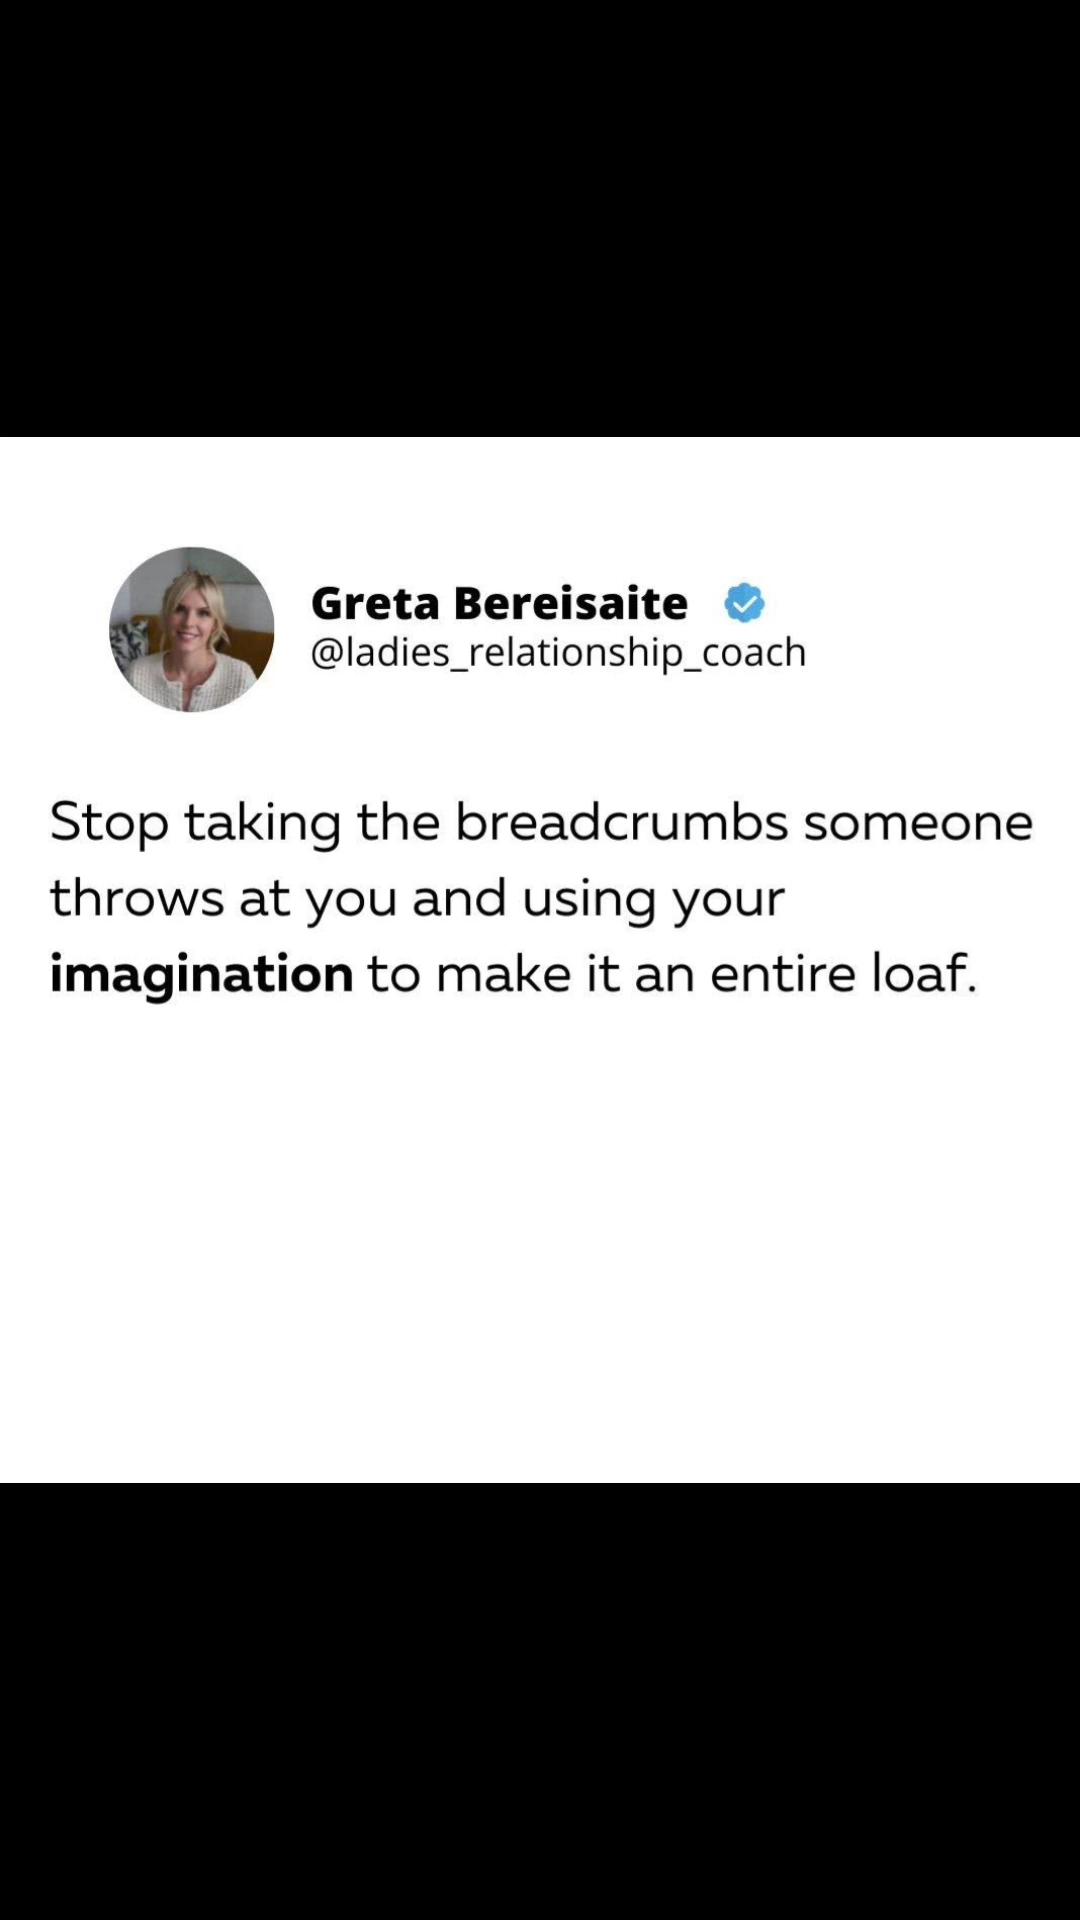 Greta Bereisaite
@ladies_relationship_coach
Stop taking the breadcrumbs someone
throws at you and using your
imagination to make it an entire loaf.